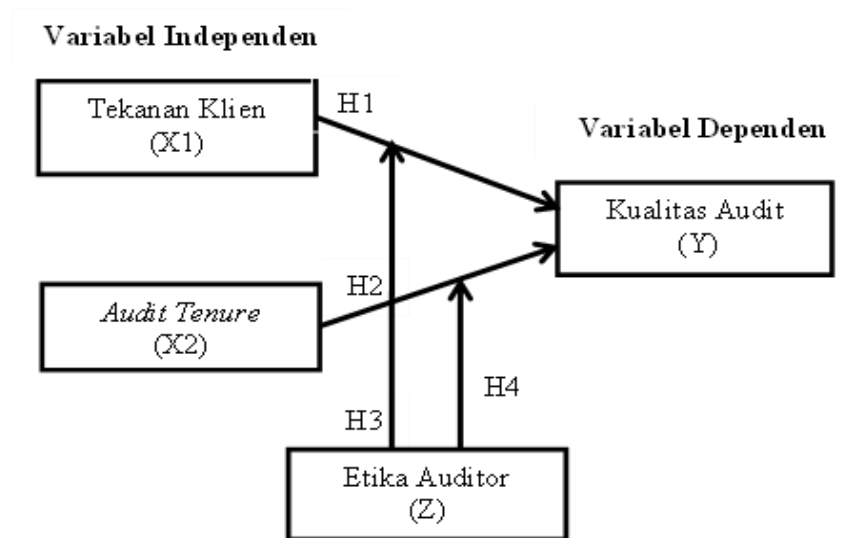 Variabel Independen
Tekanan Klien
(X1)
H1
Variabel Dependen
Kualitas Audit
(Y)
H2
Audit Tenure
(X2)
H4
H3
Etika Auditor
(Z)